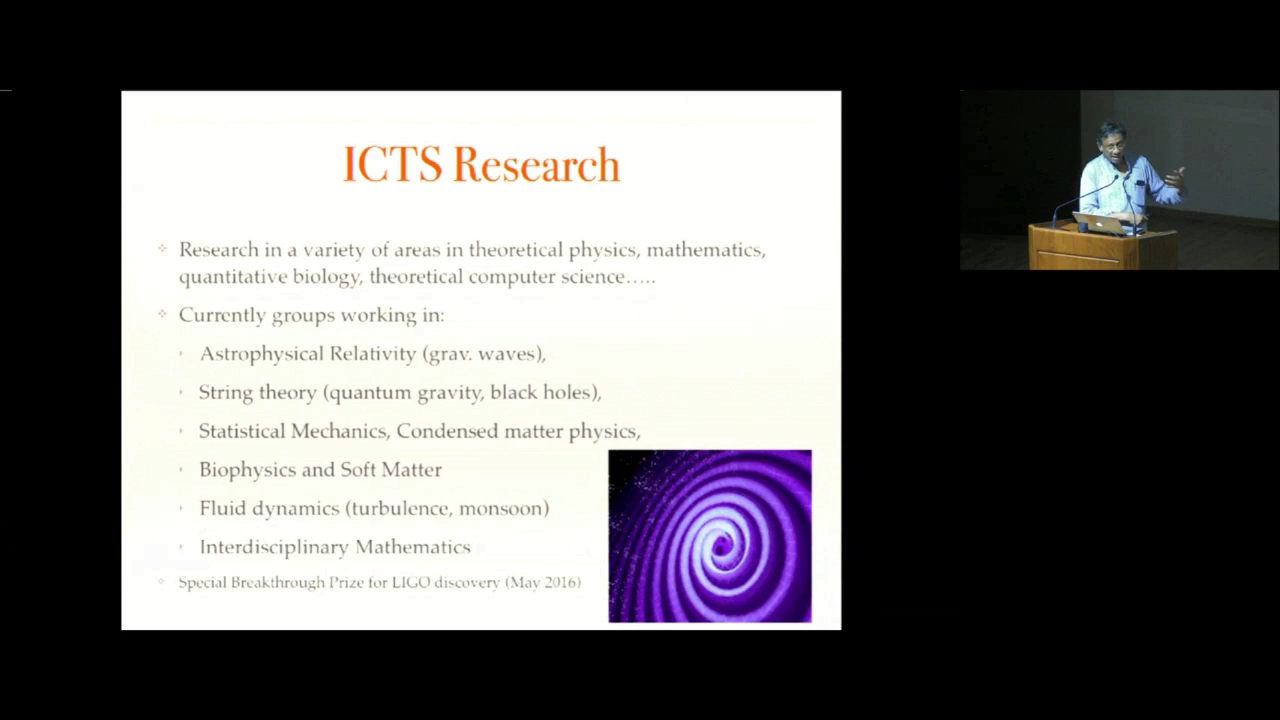 ICTS Research
Research in a variety of areas in theoretical physics, mathematics,
quantitative biology, theoretical computer science…..
Currently groups working in:
Astrophysical Relativity (grav. waves),
String theory (quantum gravity, black holes),
Statistical Mechanics, Condensed matter physics,
Biophysics and Soft Matter
Fluid dynamics (turbulence, monsoon)
Interdisciplinary Mathematics
Special Breakthrough Prize for LIGO discovery (May 2016)